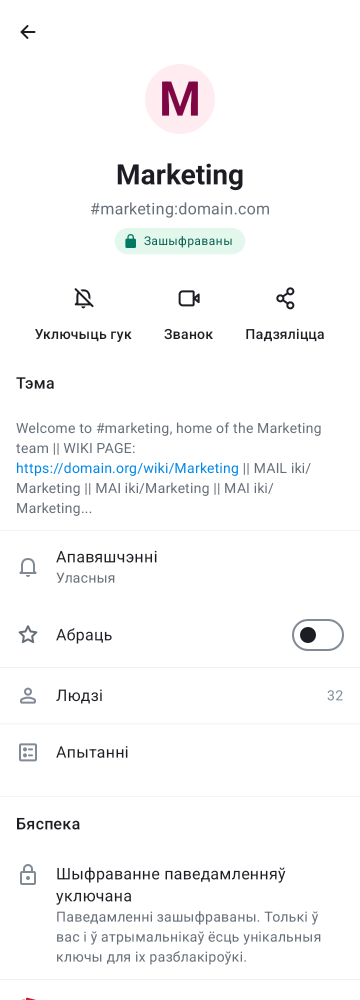 M
Marketing
#marketing:domain.com
Зашыфраваны
Уключыць гук
Званок
Падзяліцца
Тэма
Welcome to #marketing, home of the Marketing
team || WIKI PAGE:
https://domain.org/wiki/Marketing || MAIL iki/
Marketing || MAI iki/Marketing || MAI iki/
Marketing...
Апавяшчэнні
Уласныя
Абраць
Людзі 32
Апытанні
Бяспека
Шыфраванне паведамленняў
уключана
Паведамленні зашыфраваны. Толькі ў
вас і ў атрымальнікаў ёсць унікальныя
ключы для іх разблакіроўкі.